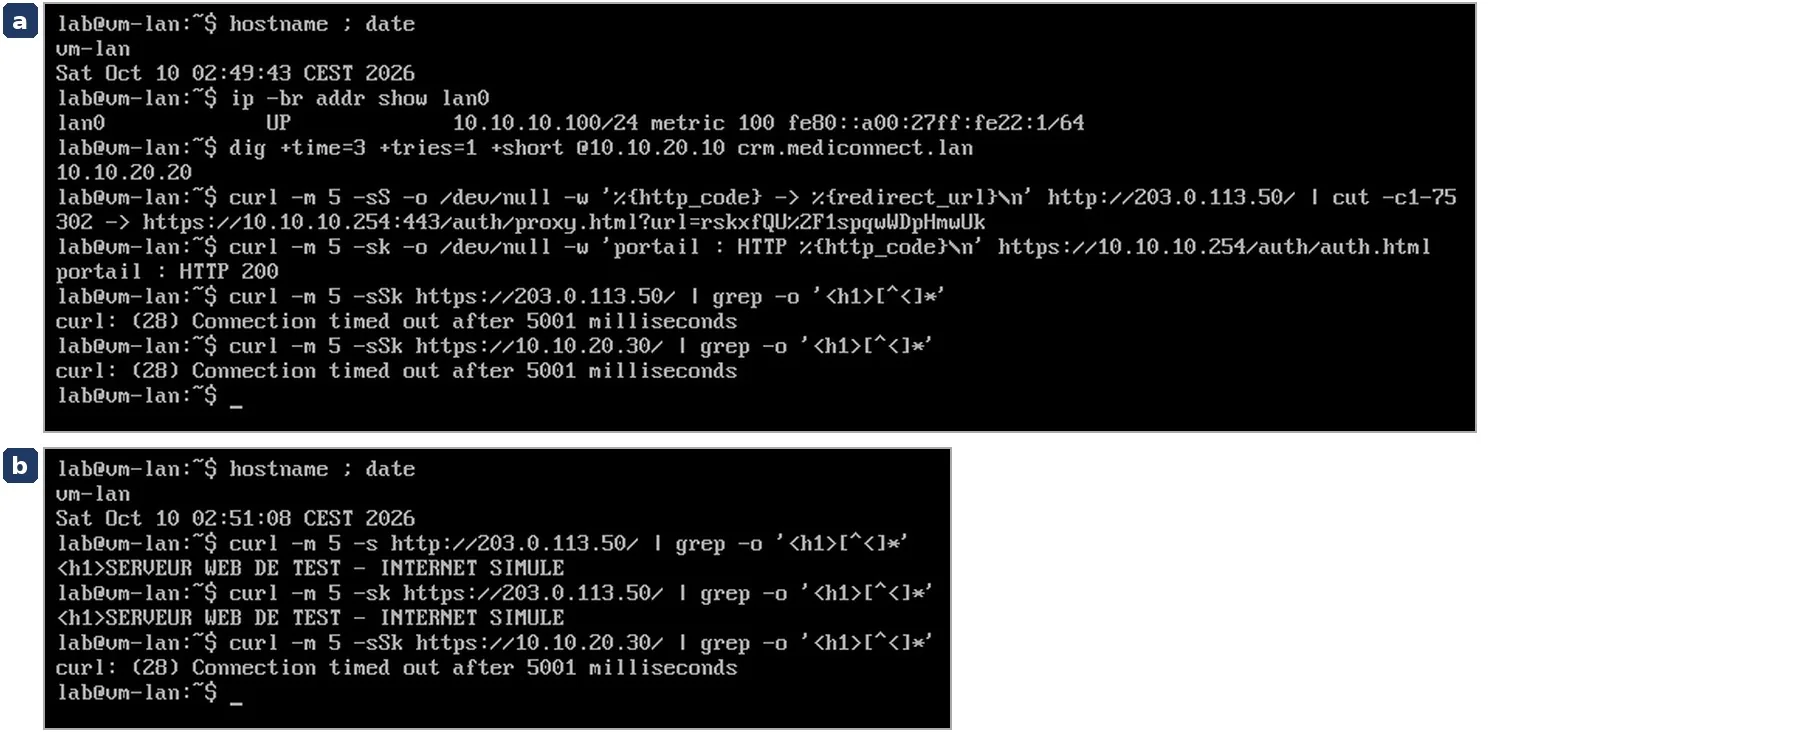 a
lab@vm-lan:~$ hostname ; date
vm-lan
Sat Oct 10 02:49:43 CEST 2026
lab@vm-lan:~$ ip -br addr show lan0
lan0             UP             10.10.10.100/24 metric 100 fe80::a00:27ff:fe22:1/64
lab@vm-lan:~$ dig +time=3 +tries=1 +short @10.10.20.10 crm.mediconnect.lan
10.10.20.20
lab@vm-lan:~$ curl -m 5 -sS -o /dev/null -w '%{http_code} -> %{redirect_url}\n' http://203.0.113.50/ | cut -c1-75
302 -> https://10.10.10.254:443/auth/proxy.html?url=rskxfQU%2F1spqwWDpHmwUk
lab@vm-lan:~$ curl -m 5 -sk -o /dev/null -w 'portail : HTTP %{http_code}\n' https://10.10.10.254/auth/auth.html
portail : HTTP 200
lab@vm-lan:~$ curl -m 5 -sSk https://203.0.113.50/ | grep -o '<h1>[^<]*'
curl: (28) Connection timed out after 5001 milliseconds
lab@vm-lan:~$ curl -m 5 -sSk https://10.10.20.30/ | grep -o '<h1>[^<]*'
curl: (28) Connection timed out after 5001 milliseconds
lab@vm-lan:~$ _
b
lab@vm-lan:~$ hostname ; date
vm-lan
Sat Oct 10 02:51:08 CEST 2026
lab@vm-lan:~$ curl -m 5 -s http://203.0.113.50/ | grep -o '<h1>[^<]*'
<h1>SERVEUR WEB DE TEST - INTERNET SIMULE
lab@vm-lan:~$ curl -m 5 -sk https://203.0.113.50/ | grep -o '<h1>[^<]*'
<h1>SERVEUR WEB DE TEST - INTERNET SIMULE
lab@vm-lan:~$ curl -m 5 -sSk https://10.10.20.30/ | grep -o '<h1>[^<]*'
curl: (28) Connection timed out after 5001 milliseconds
lab@vm-lan:~$ _